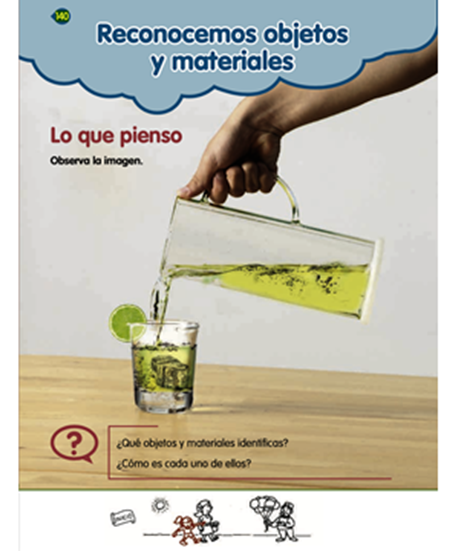 140
Reconocemos objetos
y materiales
Lo que pienso
Observa la imagen.
¿Qué objetos y materiales identificas?
¿Cómo es cada uno de ellos?
INICIO